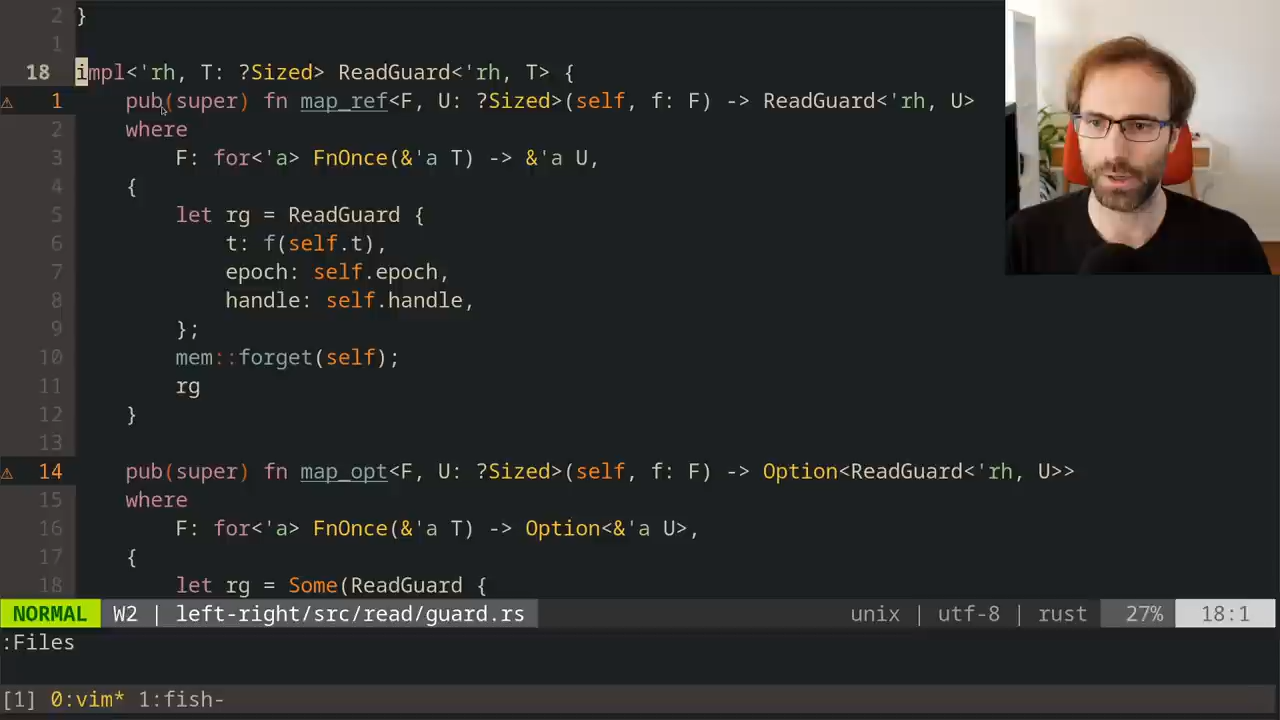 2 }
1
18 impl<'rh, T: ?Sized> ReadGuard<'rh, T> {
⚠ 1 pub(super) fn map_ref<F, U: ?Sized>(self, f: F) -> ReadGuard<'rh, U>
2 where
3 F: for<'a> FnOnce(&'a T) -> &'a U,
4 {
5 let rg = ReadGuard {
6 t: f(self.t),
7 epoch: self.epoch,
8 handle: self.handle,
9 };
10 mem::forget(self);
11 rg
12 }
13
⚠ 14 pub(super) fn map_opt<F, U: ?Sized>(self, f: F) -> Option<ReadGuard<'rh, U>>
15 where
16 F: for<'a> FnOnce(&'a T) -> Option<&'a U>,
17 {
18 let rg = Some(ReadGuard {
NORMAL W2 | left-right/src/read/guard.rs unix | utf-8 | rust 27% 18:1
:Files
[1] 0:vim* 1:fish-